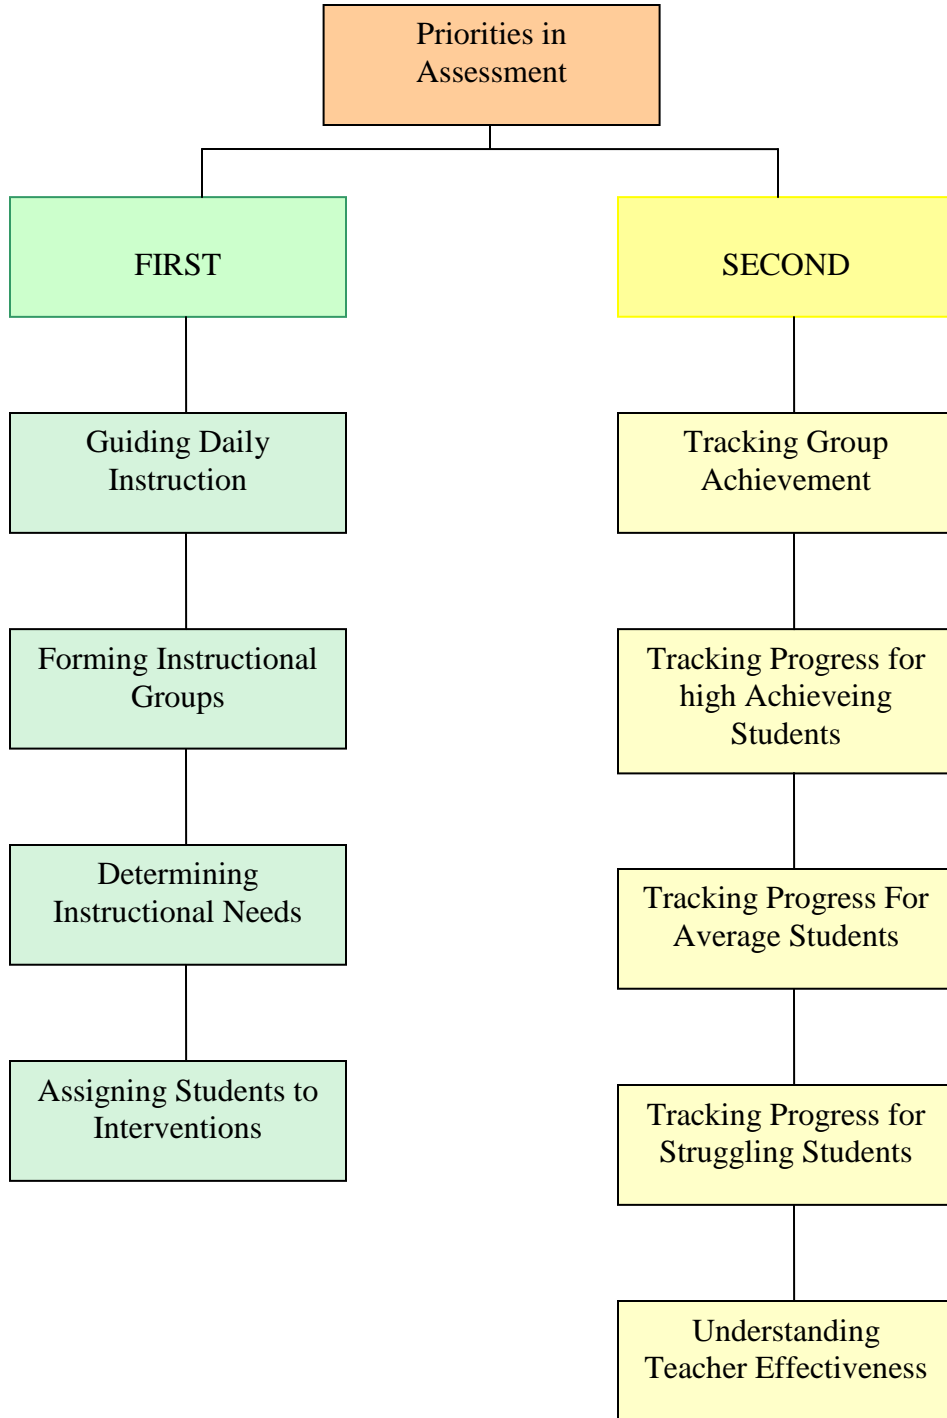 Priorities in
Assessment
FIRST
Guiding Daily
Instruction
Forming Instructional
Groups
Determining
Instructional Needs
Assigning Students to
Interventions
SECOND
Tracking Group
Achievement
Tracking Progress for
high Achieveing
Students
Tracking Progress For
Average Students
Tracking Progress for
Struggling Students
Understanding
Teacher Effectiveness